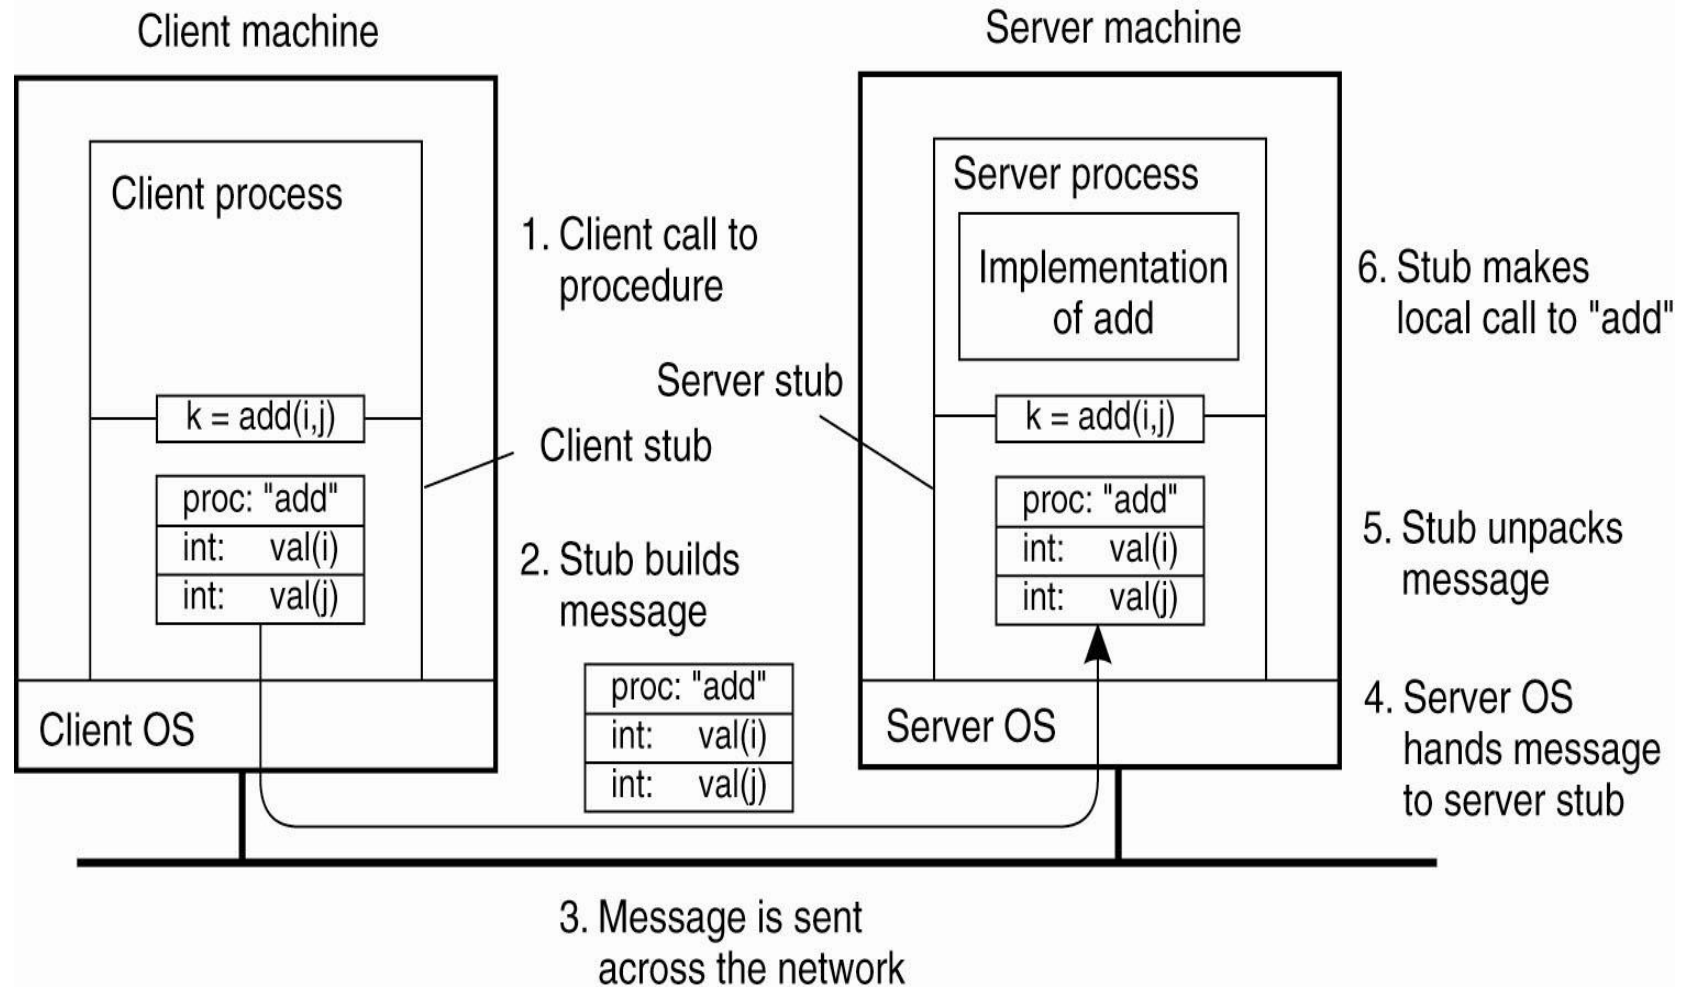 Client machine
Server machine
Client process
1. Client call to
procedure
k = add(i,j)
Client stub
proc: "add"
int: val(i)
int: val(j)
2. Stub builds
message
proc: "add"
int: val(i)
int: val(j)
Client OS
3. Message is sent
across the network
Server process
Implementation
of add
6. Stub makes
local call to "add"
Server stub
k = add(i,j)
proc: "add"
int: val(i)
int: val(j)
5. Stub unpacks
message
Server OS
4. Server OS
hands message
to server stub